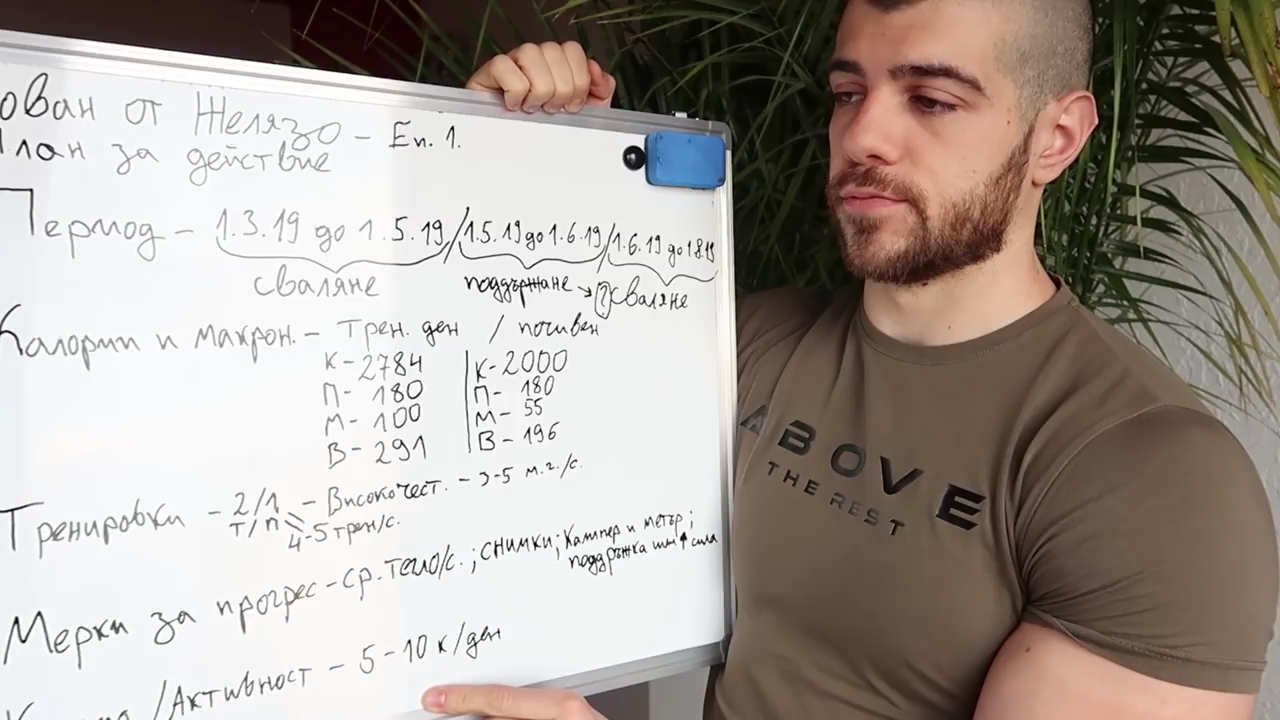 ован от Желязо - Еп. 1.
План за действие
Период - 1.3.19 до 1.5.19 / 1.5.19 до 1.6.19 / 1.6.19 до 1.8.19
сваляне поддържане → (?) сваляне
Калории и макрон. - Трен. ден / почивен
К - 2784 К - 2000
П - 180 П - 180
М - 100 М - 55
В - 291 В - 196
Тренировки - 2/1 - Високочест. - 3-5 м.г./с.
Т/П 4-5 трен/с.
Мерки за прогрес - ср. тегло/с.; снимки; Калпер и метър;
поддръжка или ↑ сила
/Активност - 5-10 к/ден
ABOVE
THE REST